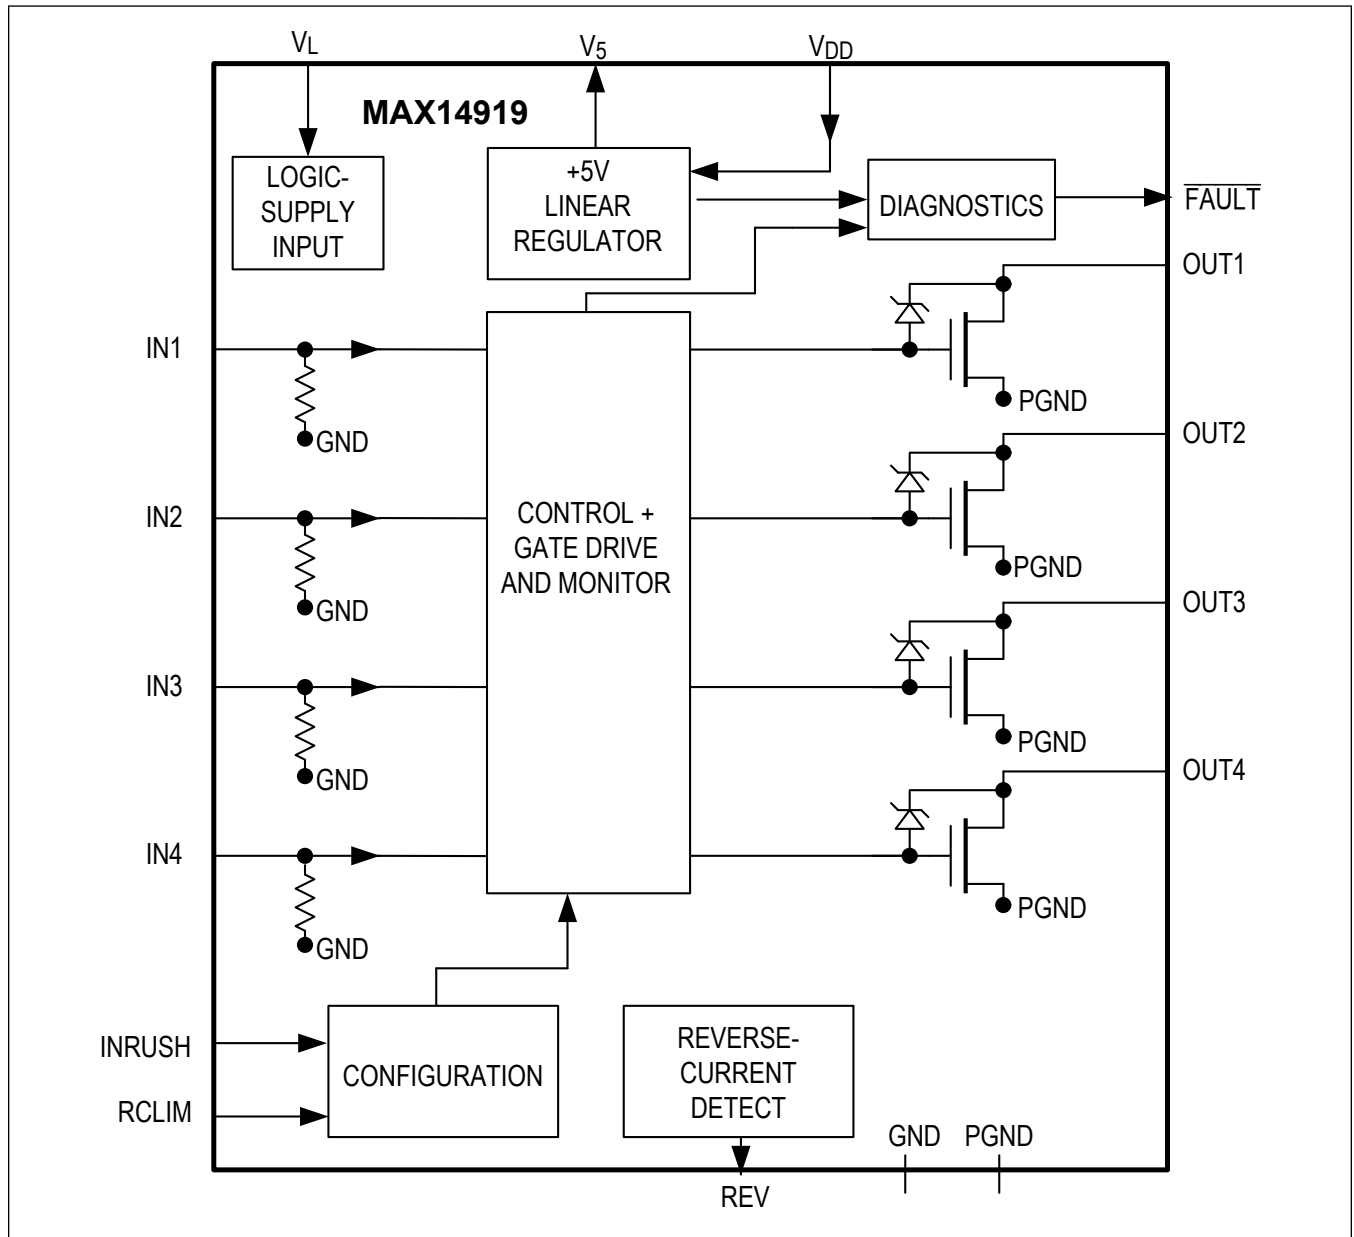 VL
V5
VDD
MAX14919
LOGIC-
SUPPLY
INPUT
+5V
LINEAR
REGULATOR
DIAGNOSTICS
FAULT
OUT1
IN1
GND
PGND
OUT2
IN2
GND
CONTROL +
GATE DRIVE
AND MONITOR
PGND
OUT3
IN3
GND
PGND
OUT4
IN4
GND
PGND
INRUSH
RCLIM
CONFIGURATION
REVERSE-
CURRENT
DETECT
GND
PGND
REV